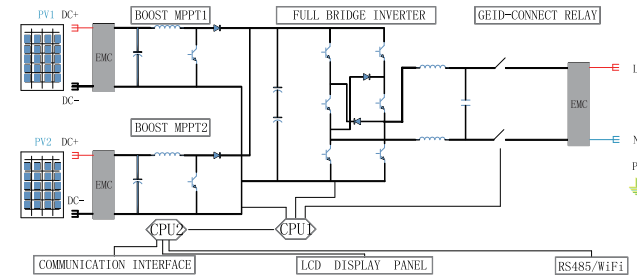 BOOST MPPT1
FULL BRIDGE INVERTER
GEID-CONNECT RELAY
PV1 DC+
EMC
DC-
L
EMC
N
BOOST MPPT2
PV2 DC+
EMC
DC-
P
CPU2
CPU1
COMMUNICATION INTERFACE
LCD DISPLAY PANEL
RS485/WiFi